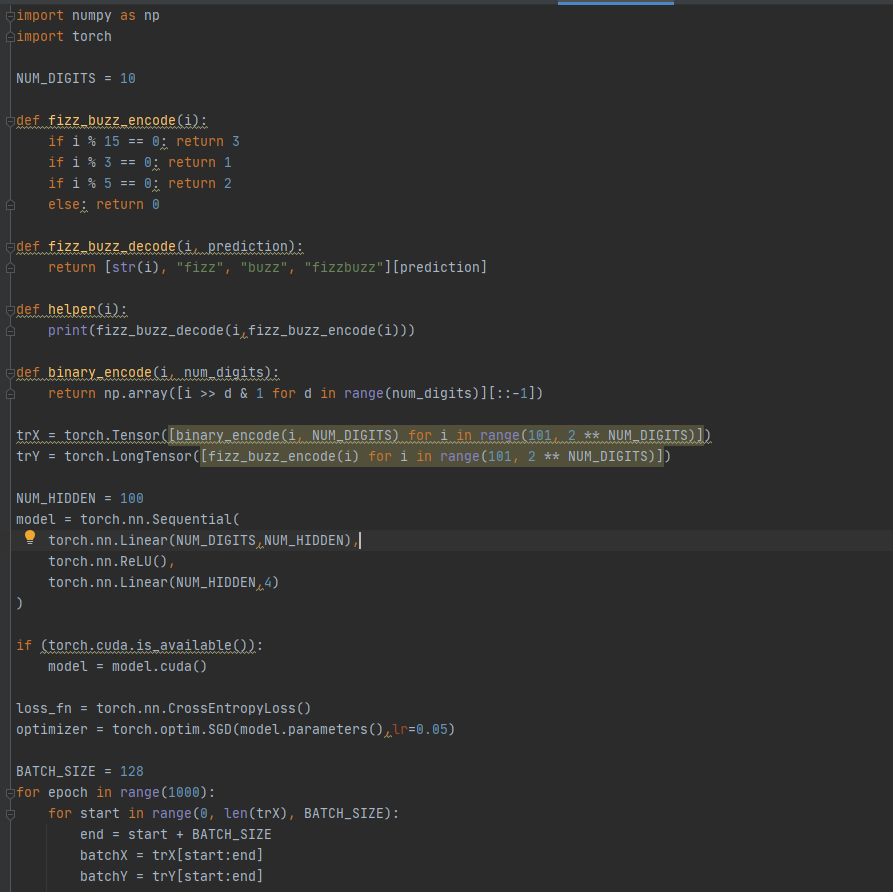 import numpy as np
import torch

NUM_DIGITS = 10

def fizz_buzz_encode(i):
    if i % 15 == 0: return 3
    if i % 3 == 0: return 1
    if i % 5 == 0: return 2
    else: return 0

def fizz_buzz_decode(i, prediction):
    return [str(i), "fizz", "buzz", "fizzbuzz"][prediction]

def helper(i):
    print(fizz_buzz_decode(i,fizz_buzz_encode(i)))

def binary_encode(i, num_digits):
    return np.array([i >> d & 1 for d in range(num_digits)][::-1])

trX = torch.Tensor([binary_encode(i, NUM_DIGITS) for i in range(101, 2 ** NUM_DIGITS)])
trY = torch.LongTensor([fizz_buzz_encode(i) for i in range(101, 2 ** NUM_DIGITS)])

NUM_HIDDEN = 100
model = torch.nn.Sequential(
    torch.nn.Linear(NUM_DIGITS,NUM_HIDDEN),
    torch.nn.ReLU(),
    torch.nn.Linear(NUM_HIDDEN,4)
)

if (torch.cuda.is_available()):
    model = model.cuda()

loss_fn = torch.nn.CrossEntropyLoss()
optimizer = torch.optim.SGD(model.parameters(),lr=0.05)

BATCH_SIZE = 128
for epoch in range(1000):
    for start in range(0, len(trX), BATCH_SIZE):
        end = start + BATCH_SIZE
        batchX = trX[start:end]
        batchY = trY[start:end]